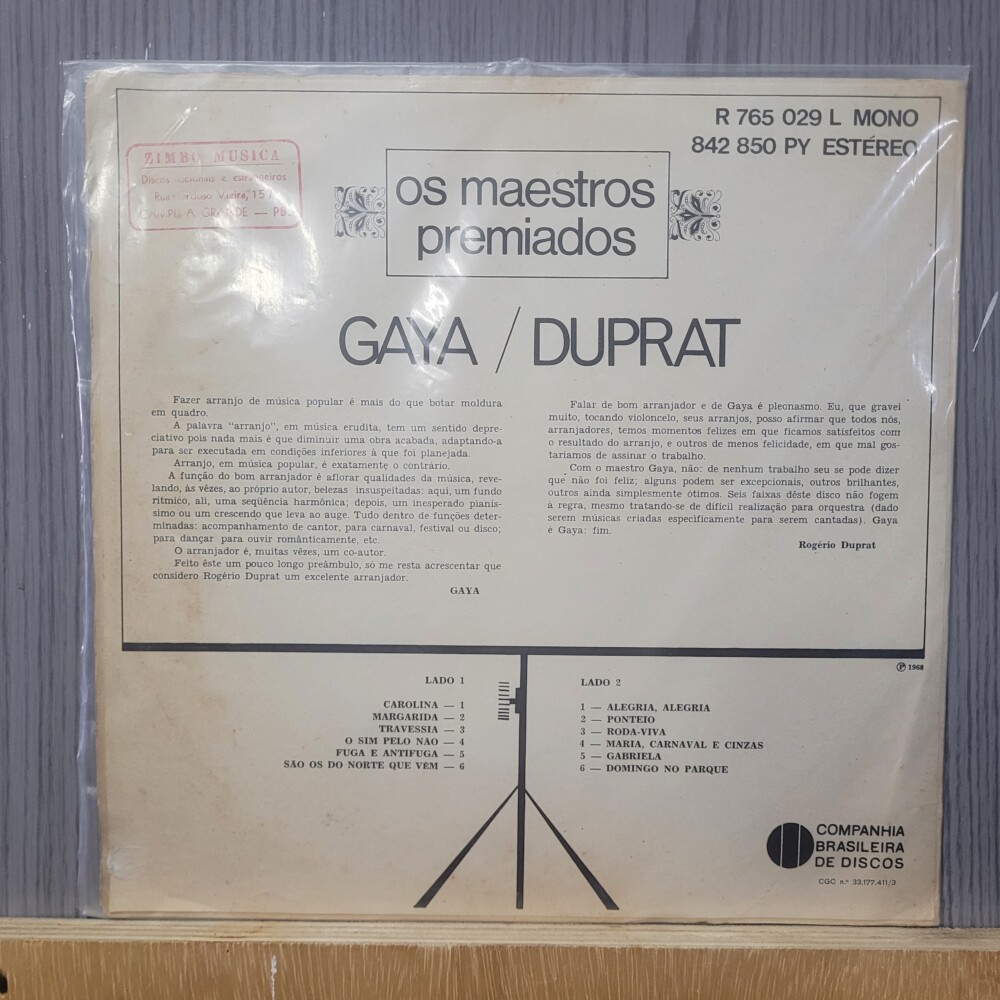 R 765 029 L MONO
842 850 PY ESTÉREO
ZIMBO MUSICA
Discos nacionais e estrangeiros
Rua Cardoso Vieira,
GRANDE — PB
os maestros
premiados
GAYA / DUPRAT
Fazer arranjo de música popular é mais do que botar moldura
em quadro.
A palavra "arranjo", em música erudita, tem um sentido depre-
ciativo pois nada mais é que diminuir uma obra acabada, adaptando-a
para ser executada em condições inferiores à que foi planejada.
Arranjo, em música popular, é exatamente o contrário.
A função do bom arranjador é aflorar qualidades da música, reve-
lando, às vêzes, ao próprio autor, belezas insuspeitadas: aqui, um fundo
rítmico, ali, uma seqüência harmônica; depois, um inesperado pianís-
simo ou um crescendo que leva ao auge. Tudo dentro de funções deter-
minadas: acompanhamento de cantor, para carnaval, festival ou disco;
para dançar para ouvir romànticamente, etc.
O arranjador é, muitas vêzes, um co-autor.
Feito êste um pouco longo preâmbulo, só me resta acrescentar que
considero Rogério Duprat um excelente arranjador.
GAYA
Falar de bom arranjador e de Gaya é pleonasmo. Eu, que gravei
muito, tocando violoncelo, seus arranjos, posso afirmar que todos nós,
arranjadores, temos momentos felizes em que ficamos satisfeitos com
o resultado do arranjo, e outros de menos felicidade, em que mal gos-
taríamos de assinar o trabalho.
Com o maestro Gaya, não: de nenhum trabalho seu se pode dizer
que não foi feliz; alguns podem ser excepcionais, outros brilhantes,
outros ainda simplesmente ótimos. Seis faixas dêste disco não fogem
à regra, mesmo tratando-se de difícil realização para orquestra (dado
serem músicas criadas especìficamente para serem cantadas). Gaya
é Gaya: fim.
Rogério Duprat
℗ 1968
LADO 1
CAROLINA — 1
MARGARIDA — 2
TRAVESSIA — 3
O SIM PELO NÃO — 4
FUGA E ANTIFUGA — 5
SÃO OS DO NORTE QUE VÊM — 6
LADO 2
1 — ALEGRIA, ALEGRIA
2 — PONTEIO
3 — RODA-VIVA
4 — MARIA, CARNAVAL E CINZAS
5 — GABRIELA
6 — DOMINGO NO PARQUE
COMPANHIA
BRASILEIRA
DE DISCOS
CGC n.º 33.177.411/3